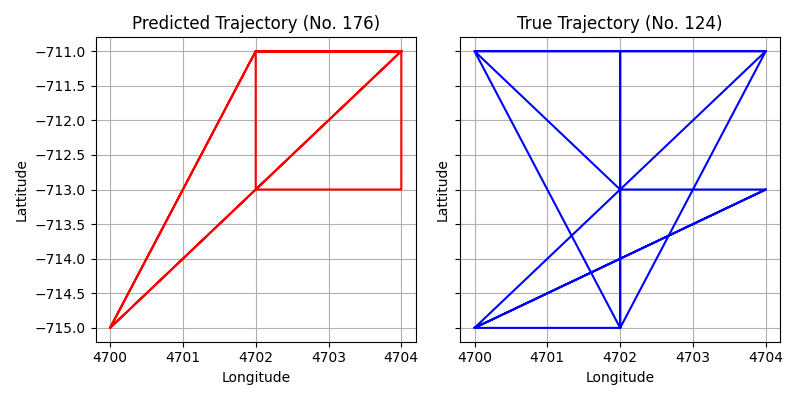 Predicted Trajectory (No. 176)
True Trajectory (No. 124)
Lattitude
−711.0
−711.5
−712.0
−712.5
−713.0
−713.5
−714.0
−714.5
−715.0
4700 4701 4702 4703 4704
Longitude
Lattitude
4700 4701 4702 4703 4704
Longitude